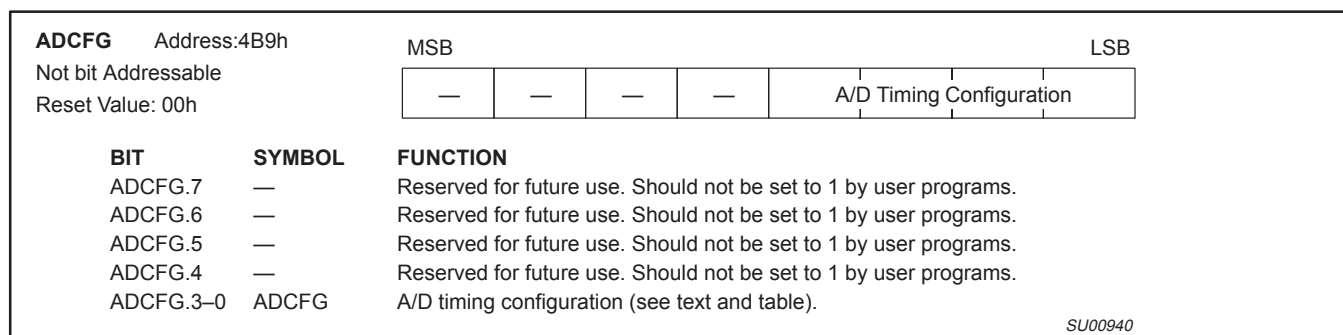 ADCFG Address:4B9h
Not bit Addressable
Reset Value: 00h
MSB LSB
— — — — A/D Timing Configuration
BIT SYMBOL FUNCTION
ADCFG.7 — Reserved for future use. Should not be set to 1 by user programs.
ADCFG.6 — Reserved for future use. Should not be set to 1 by user programs.
ADCFG.5 — Reserved for future use. Should not be set to 1 by user programs.
ADCFG.4 — Reserved for future use. Should not be set to 1 by user programs.
ADCFG.3–0 ADCFG A/D timing configuration (see text and table).
SU00940